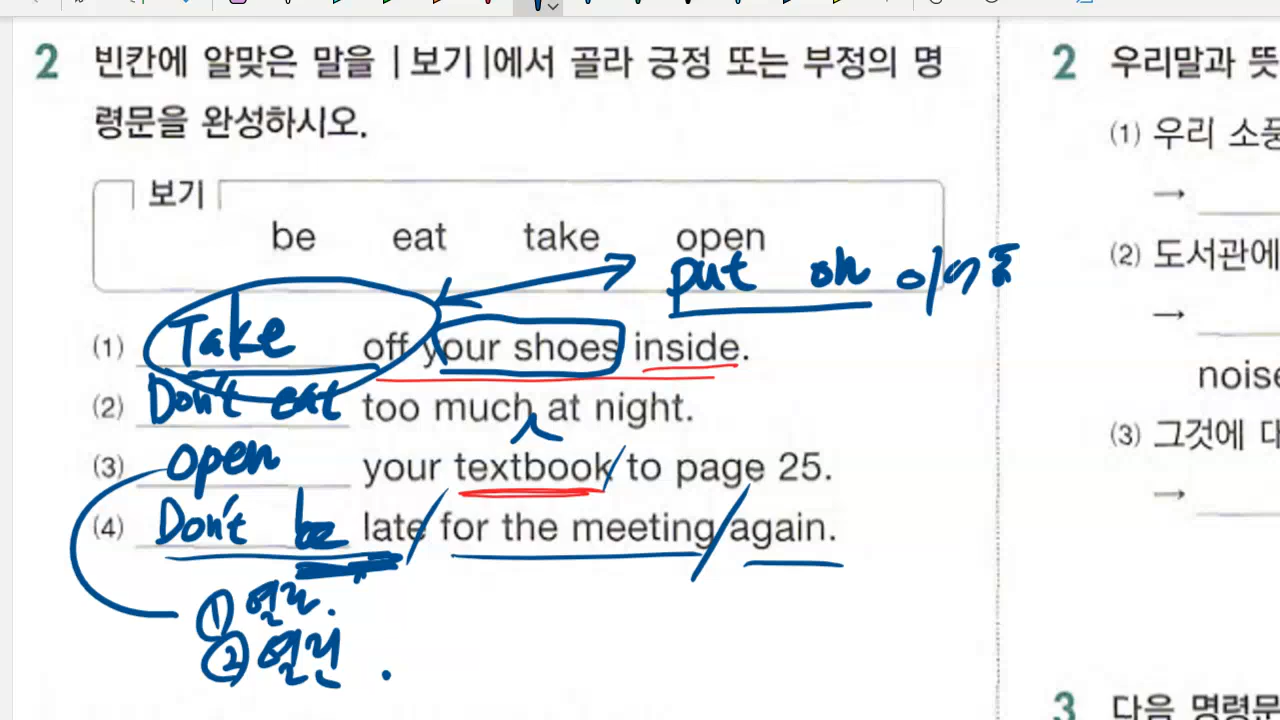 2 빈칸에 알맞은 말을 | 보기 |에서 골라 긍정 또는 부정의 명
령문을 완성하시오.
보기
be eat take open
put on
(1) Take off your shoes inside.
(2) Don't eat too much at night.
(3) open your textbook to page 25.
(4) Don't be late for the meeting again.
① 열다.
② 열린
2 우리말과 뜻
(1) 우리 소풍
→
(2) 도서관에
→
noise
(3) 그것에 대
→
3 다음 명령문